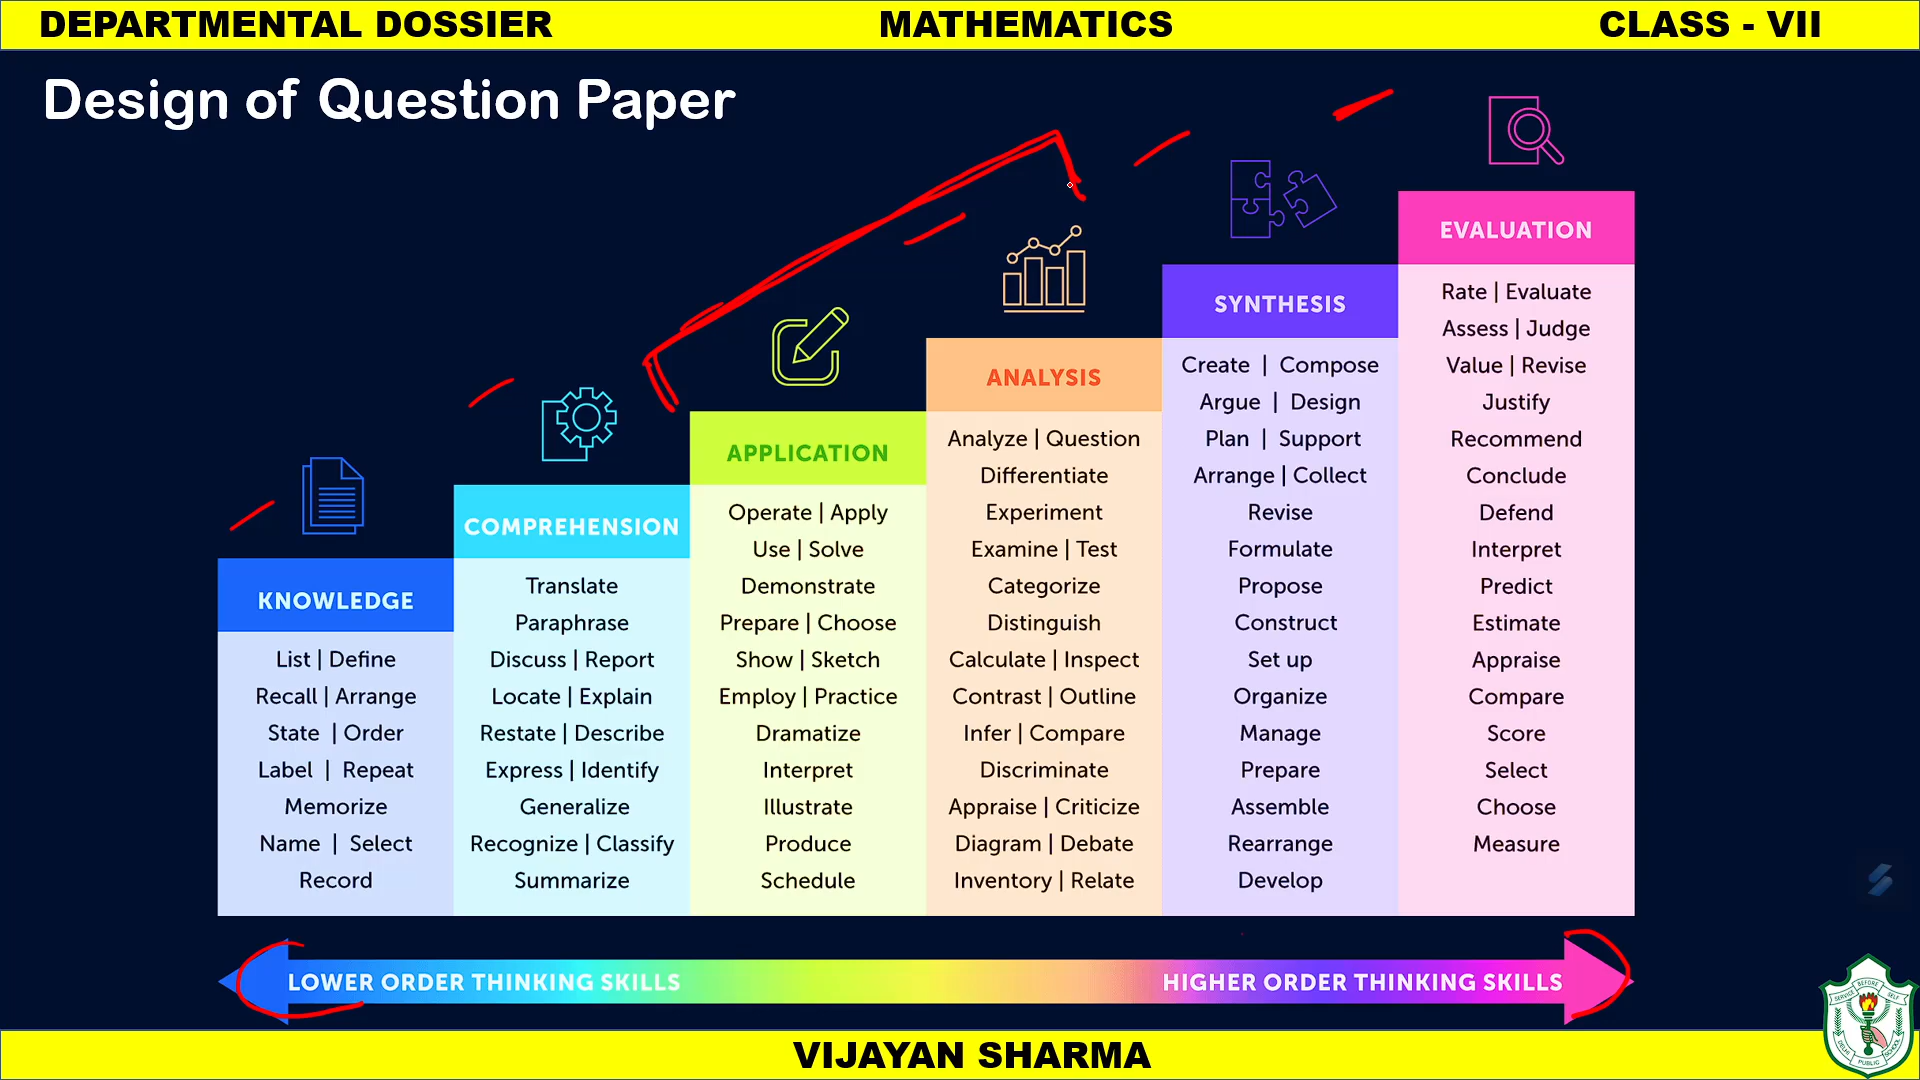 DEPARTMENTAL DOSSIER
MATHEMATICS
CLASS - VII
Design of Question Paper
KNOWLEDGE
List | Define
Recall | Arrange
State | Order
Label | Repeat
Memorize
Name | Select
Record
COMPREHENSION
Translate
Paraphrase
Discuss | Report
Locate | Explain
Restate | Describe
Express | Identify
Generalize
Recognize | Classify
Summarize
APPLICATION
Operate | Apply
Use | Solve
Demonstrate
Prepare | Choose
Show | Sketch
Employ | Practice
Dramatize
Interpret
Illustrate
Produce
Schedule
ANALYSIS
Analyze | Question
Differentiate
Experiment
Examine | Test
Categorize
Distinguish
Calculate | Inspect
Contrast | Outline
Infer | Compare
Discriminate
Appraise | Criticize
Diagram | Debate
Inventory | Relate
SYNTHESIS
Create | Compose
Argue | Design
Plan | Support
Arrange | Collect
Revise
Formulate
Propose
Construct
Set up
Organize
Manage
Prepare
Assemble
Rearrange
Develop
EVALUATION
Rate | Evaluate
Assess | Judge
Value | Revise
Justify
Recommend
Conclude
Defend
Interpret
Predict
Estimate
Appraise
Compare
Score
Select
Choose
Measure
LOWER ORDER THINKING SKILLS
HIGHER ORDER THINKING SKILLS
SERVICE BEFORE SELF
DELHI PUBLIC SCHOOL
VIJAYAN SHARMA